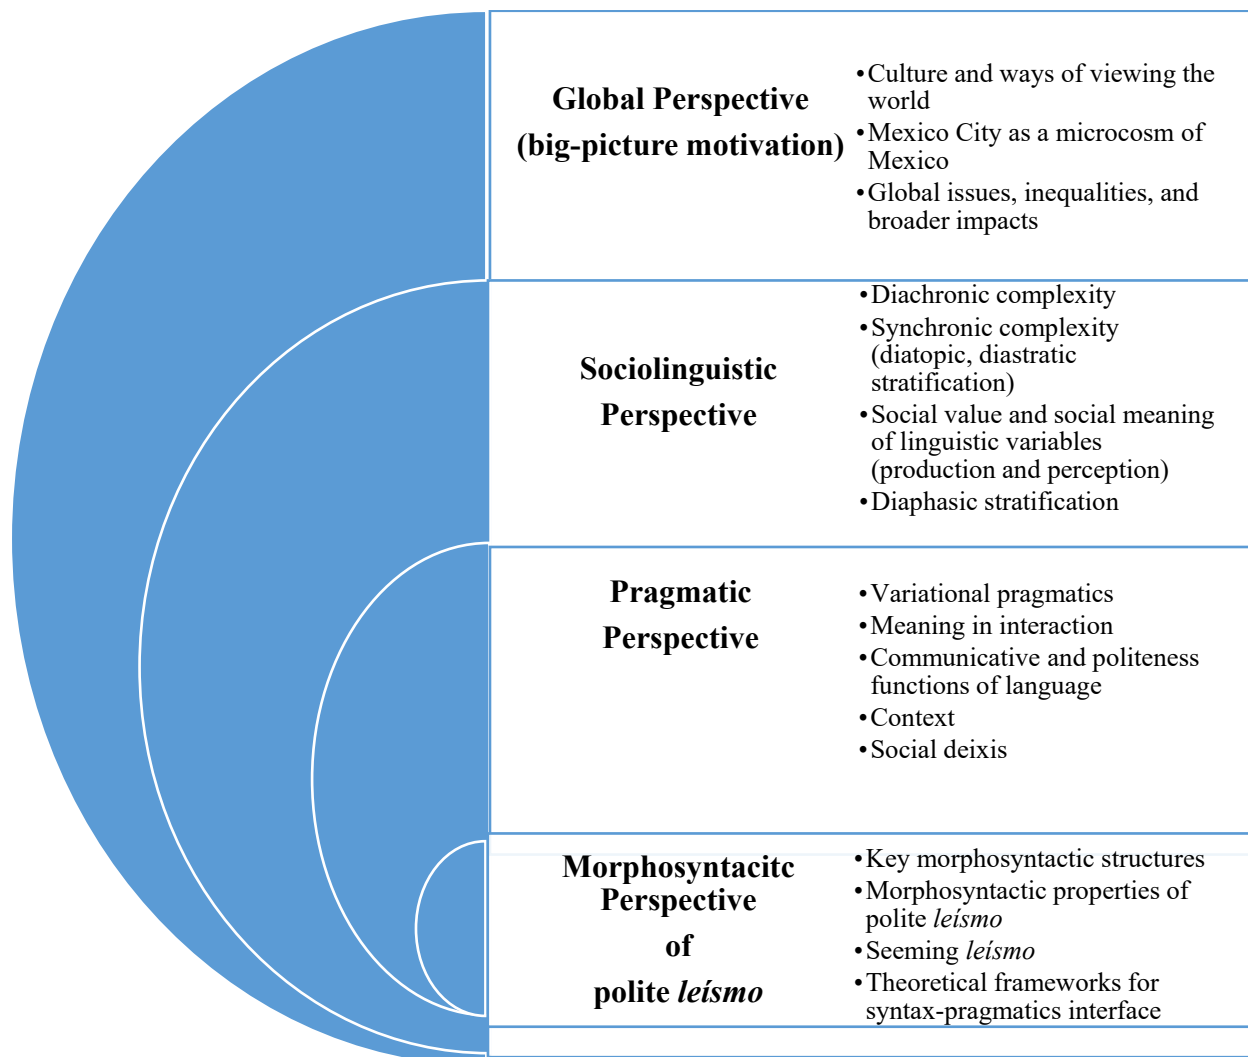 Global Perspective
(big-picture motivation)
•Culture and ways of viewing the
world
•Mexico City as a microcosm of
Mexico
•Global issues, inequalities, and
broader impacts
Sociolinguistic
Perspective
•Diachronic complexity
•Synchronic complexity
(diatopic, diastratic
stratification)
•Social value and social meaning
of linguistic variables
(production and perception)
•Diaphasic stratification
Pragmatic
Perspective
•Variational pragmatics
•Meaning in interaction
•Communicative and politeness
functions of language
•Context
•Social deixis
Morphosyntacitc
Perspective
of
polite leísmo
•Key morphosyntactic structures
•Morphosyntactic properties of
polite leísmo
•Seeming leísmo
•Theoretical frameworks for
syntax-pragmatics interface